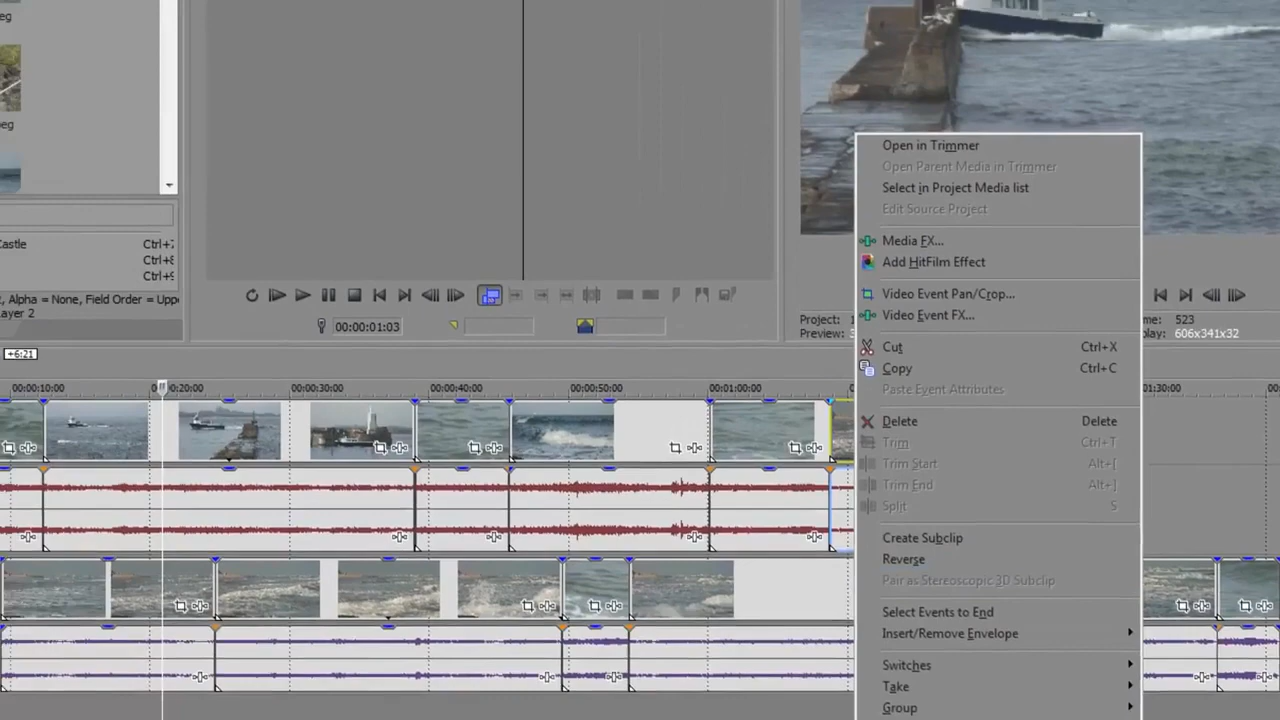 eg
eg
Castle
Ctrl+7
Ctrl+8
Ctrl+9
, Alpha = None, Field Order = Uppe
ayer 2
00:00:01:03
Project: 1
Preview: 3
me: 523
play: 606x341x32
+6:21
00:00:10:00
00:00:20:00
00:00:30:00
00:00:40:00
00:00:50:00
00:01:00:00
01:30:00
00:0
Open in Trimmer
Open Parent Media in Trimmer
Select in Project Media list
Edit Source Project
Media FX...
Add HitFilm Effect
Video Event Pan/Crop...
Video Event FX...
Cut Ctrl+X
Copy Ctrl+C
Paste Event Attributes
Delete Delete
Trim Ctrl+T
Trim Start Alt+[
Trim End Alt+]
Split S
Create Subclip
Reverse
Pair as Stereoscopic 3D Subclip
Select Events to End
Insert/Remove Envelope
Switches
Take
Group